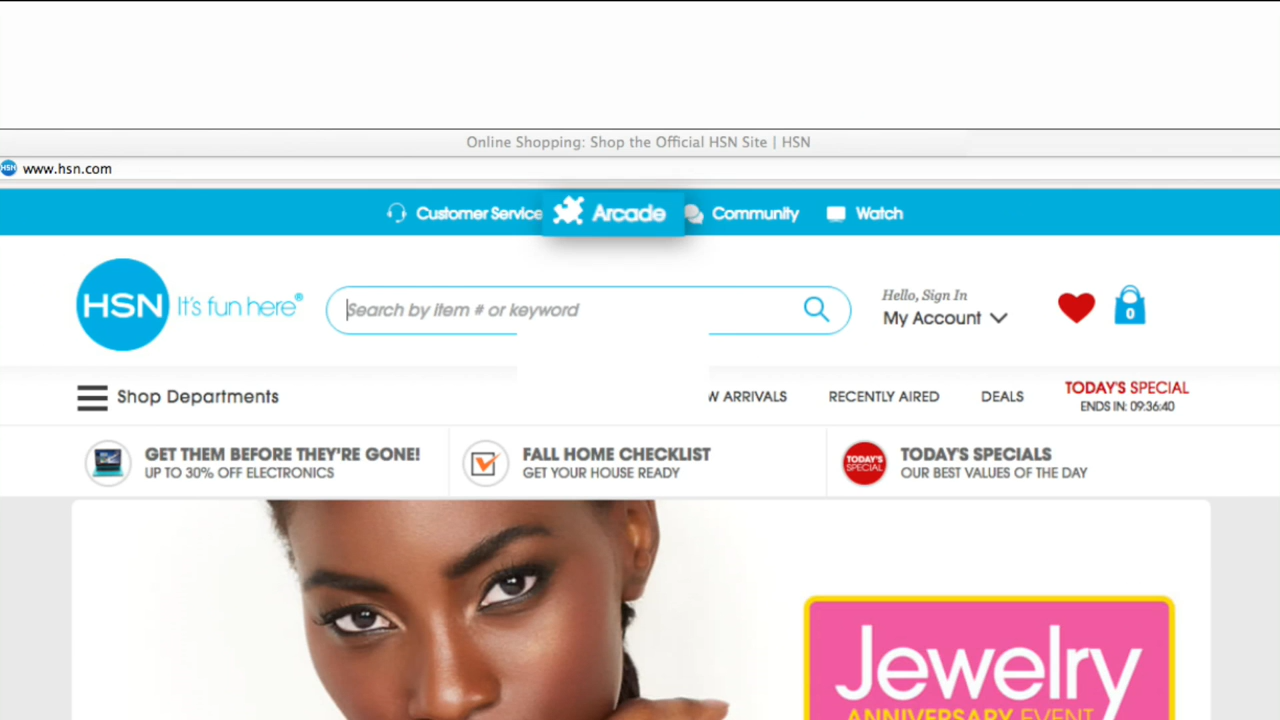 Online Shopping: Shop the Official HSN Site | HSN
HSN www.hsn.com
Customer Service Arcade Community Watch
HSN It's fun here®
Search by item # or keyword
Hello, Sign In
My Account
0
Shop Departments
W ARRIVALS RECENTLY AIRED DEALS
TODAY'S SPECIAL
ENDS IN: 09:36:40
GET THEM BEFORE THEY'RE GONE!
UP TO 30% OFF ELECTRONICS
FALL HOME CHECKLIST
GET YOUR HOUSE READY
TODAY'S
SPECIAL
TODAY'S SPECIALS
OUR BEST VALUES OF THE DAY
Jewelry
ANNIVERSARY EVENT